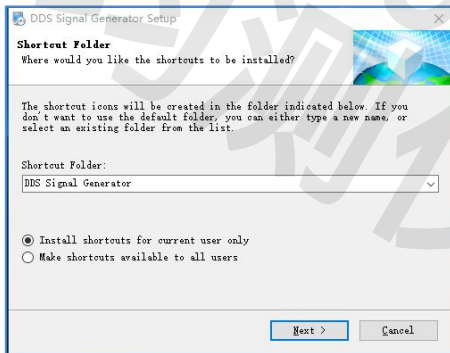 DDS Signal Generator Setup
Shortcut Folder
Where would you like the shortcuts to be installed?
The shortcut icons will be created in the folder indicated below. If you
don't want to use the default folder, you can either type a new name, or
select an existing folder from the list.
Shortcut Folder:
DDS Signal Generator
Install shortcuts for current user only
Make shortcuts available to all users
Next >
Cancel